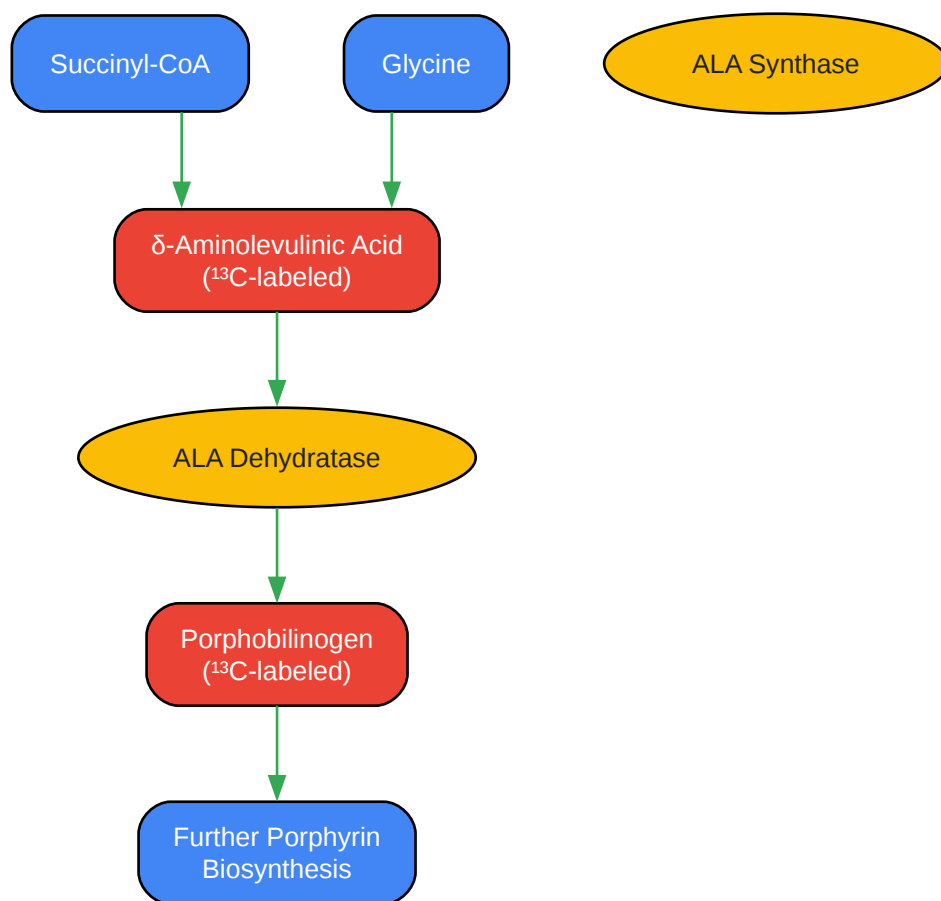 Succinyl-CoA
Glycine
ALA Synthase
δ-Aminolevulinic Acid
(¹³C-labeled)
ALA Dehydratase
Porphobilinogen
(¹³C-labeled)
Further Porphyrin
Biosynthesis